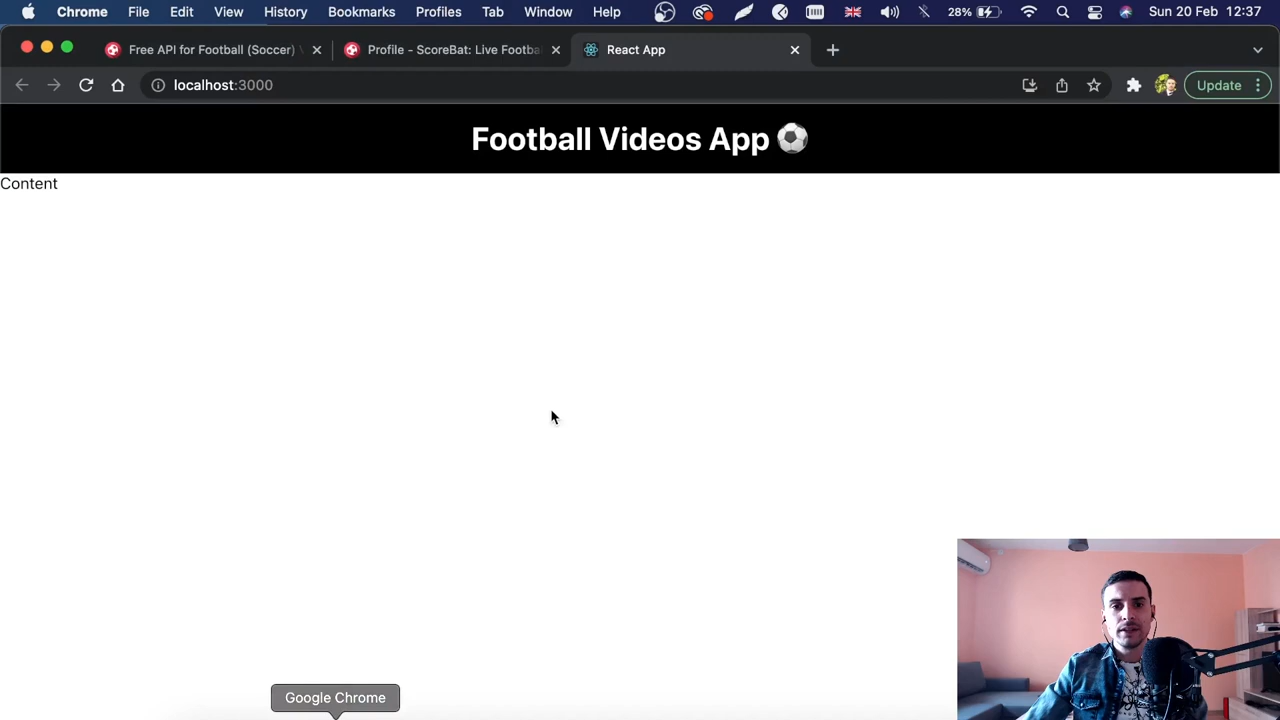 Chrome File Edit View History Bookmarks Profiles Tab Window Help 28% Sun 20 Feb 12:37
Free API for Football (Soccer) Profile - ScoreBat: Live Footba React App
localhost:3000 Update
Football Videos App ⚽
Content
Google Chrome